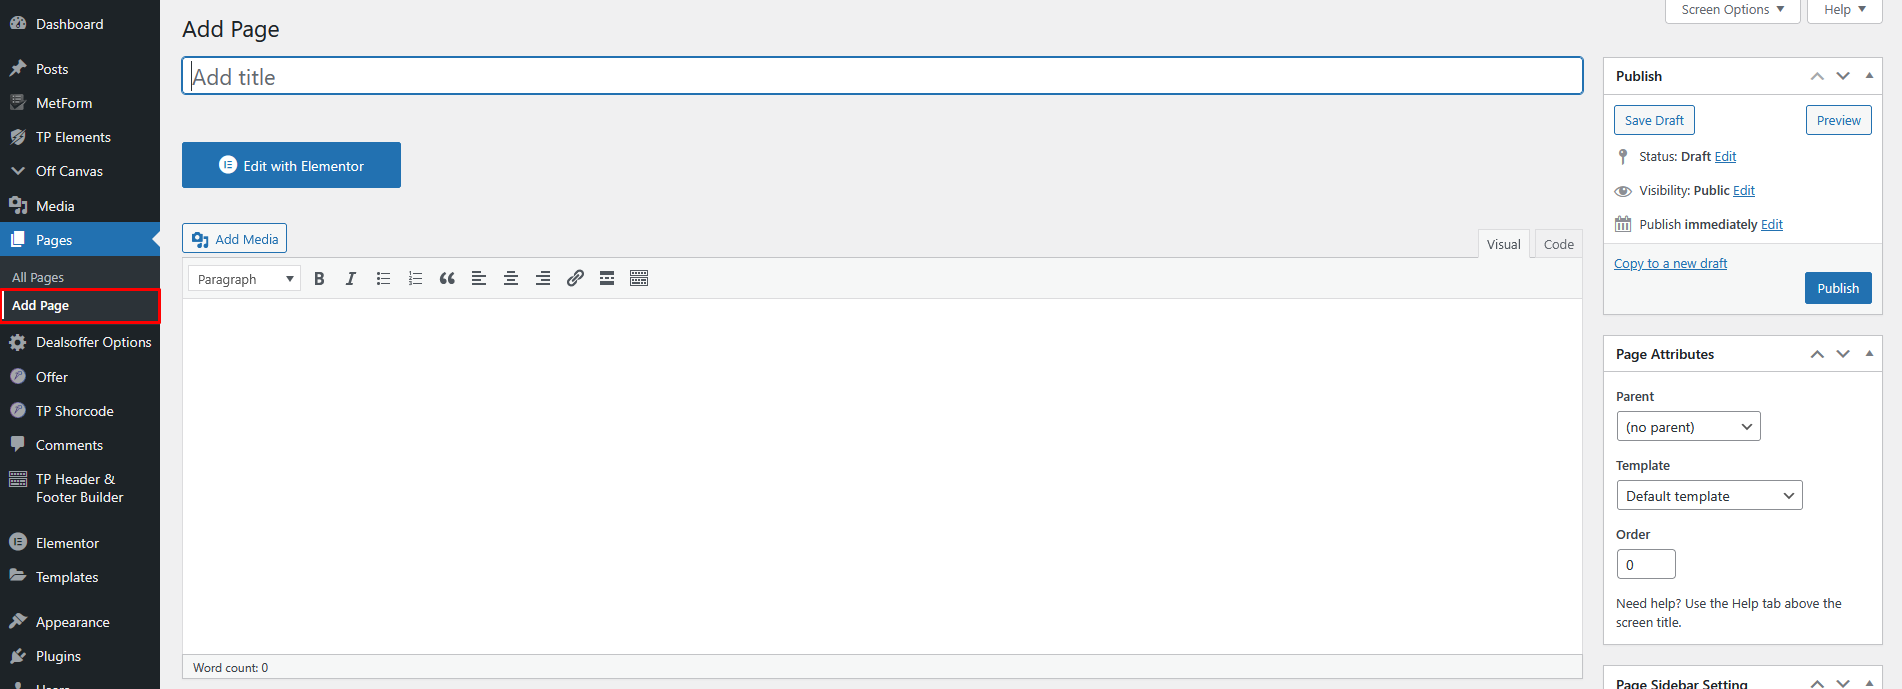 Dashboard
Posts
MetForm
TP Elements
Off Canvas
Media
Pages
All Pages
Add Page
Dealsoffer Options
Offer
TP Shorcode
Comments
TP Header &
Footer Builder
Elementor
Templates
Appearance
Plugins
Users
Screen Options
Help
Add Page
Add title
Edit with Elementor
Add Media
Visual
Code
Paragraph
Word count: 0
Publish
Save Draft
Preview
Status: Draft Edit
Visibility: Public Edit
Publish immediately Edit
Copy to a new draft
Publish
Page Attributes
Parent
(no parent)
Template
Default template
Order
0
Need help? Use the Help tab above the
screen title.
Page Sidebar Setting